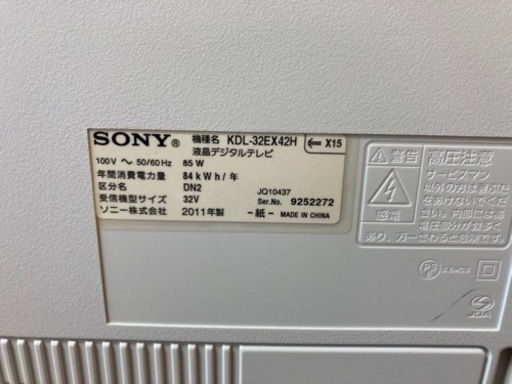 SONY® 機種名 KDL-32EX42H ← X15
液晶デジタルテレビ
100V ～ 50/60Hz 85 W
年間消費電力量 84 kWh / 年
区分名 DN2 JQ10437
受信機型サイズ 32V Ser.No. 9252272
ソニー株式会社 2011年製 -紙- MADE IN CHINA
警告 高圧注意
サービスマン
以外の方は裏ぶた
をあけないでくだ
さい。内部には高
電圧部分が数多く
あり、万一さわると危険です。
感電
PS
E
JQA